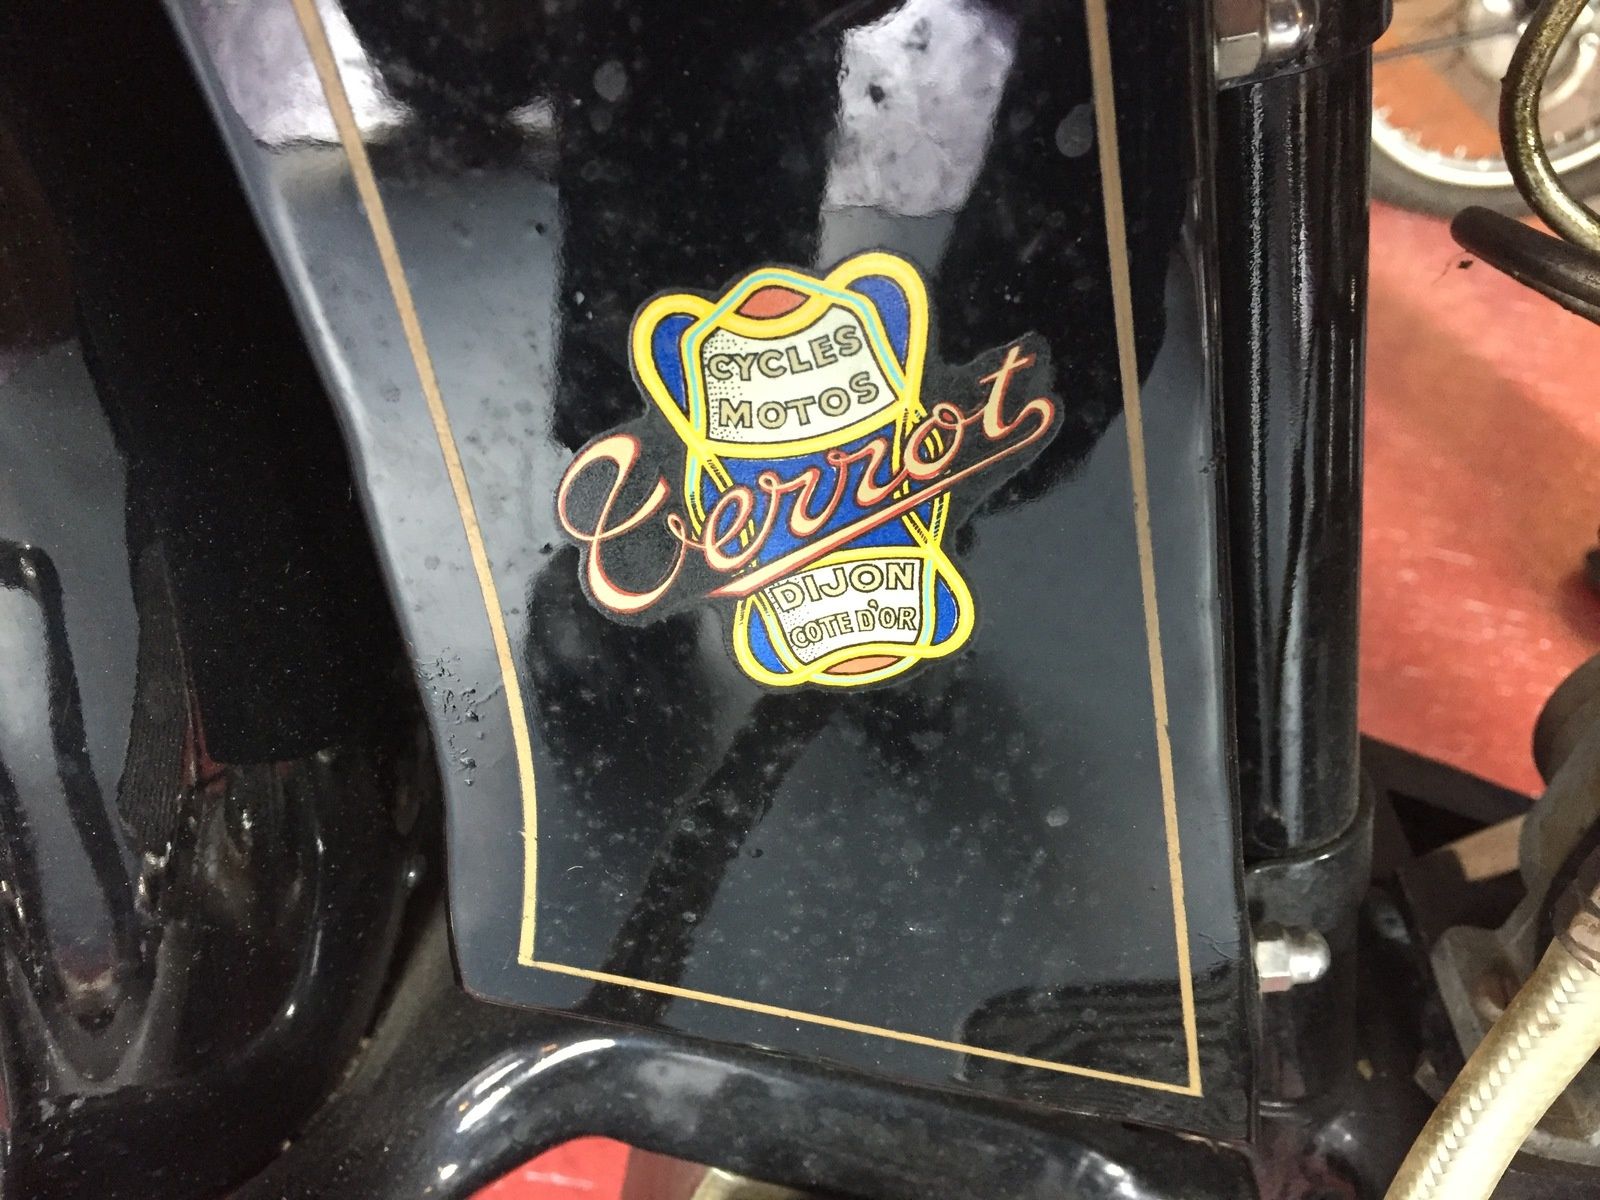 CYCLES
MOTOS
Terrot
DIJON
COTE D'OR